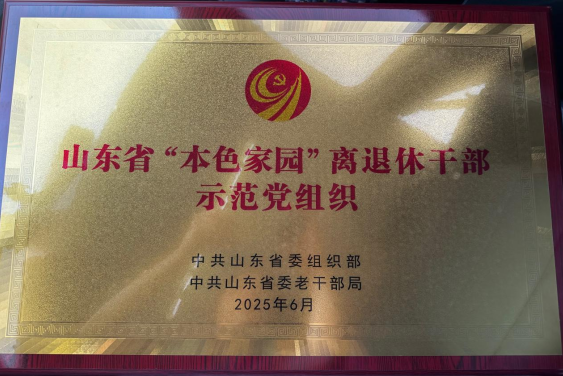 山东省“本色家园”离退休干部
示范党组织
中共山东省委组织部
中共山东省委老干部局
2025年6月